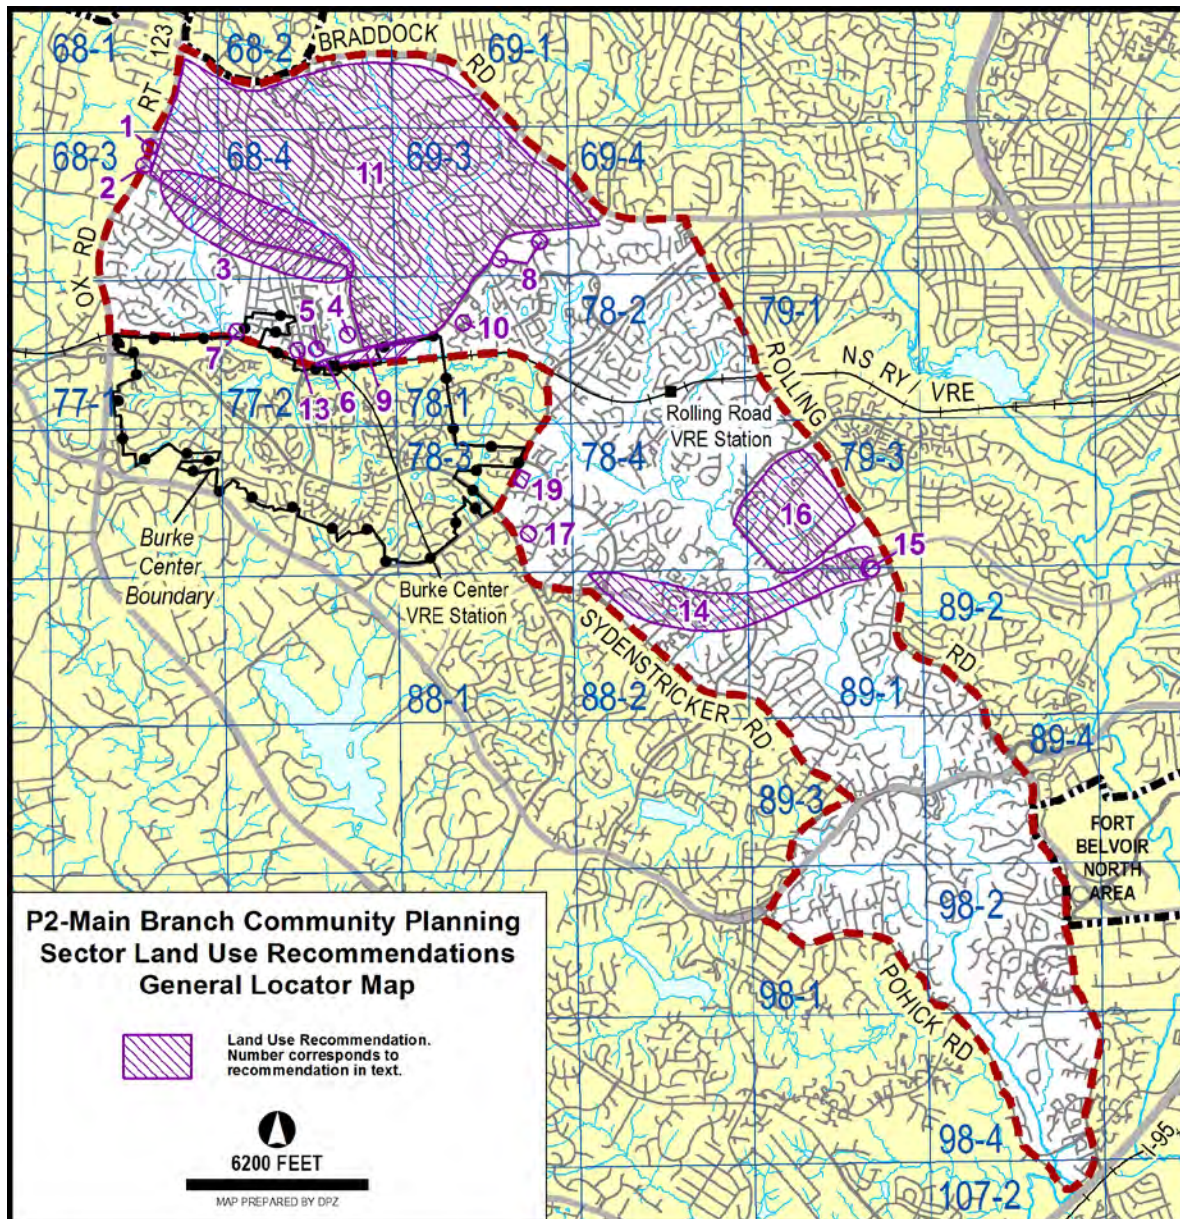 68-1
123
68-2
BRADDOCK
RD
69-1
RT
1
68-3
2
68-4
69-3
11
69-4
OX RD
3
8
5
4
10
78-2
79-1
7
ROLLING
NS RY/ VRE
77-1
77-2
13
6
9
78-1
Rolling Road
VRE Station
78-3
78-4
79-3
19
16
17
15
Burke
Center
Boundary
Burke Center
VRE Station
14
89-2
SYDENSTRICKER RD
RD
88-1
88-2
89-1
89-4
89-3
FORT
BELVOIR
NORTH
AREA
98-2
98-1
POHICK RD
98-4
I-95
107-2
P2-Main Branch Community Planning
Sector Land Use Recommendations
General Locator Map
Land Use Recommendation.
Number corresponds to
recommendation in text.
6200 FEET
MAP PREPARED BY DPZ